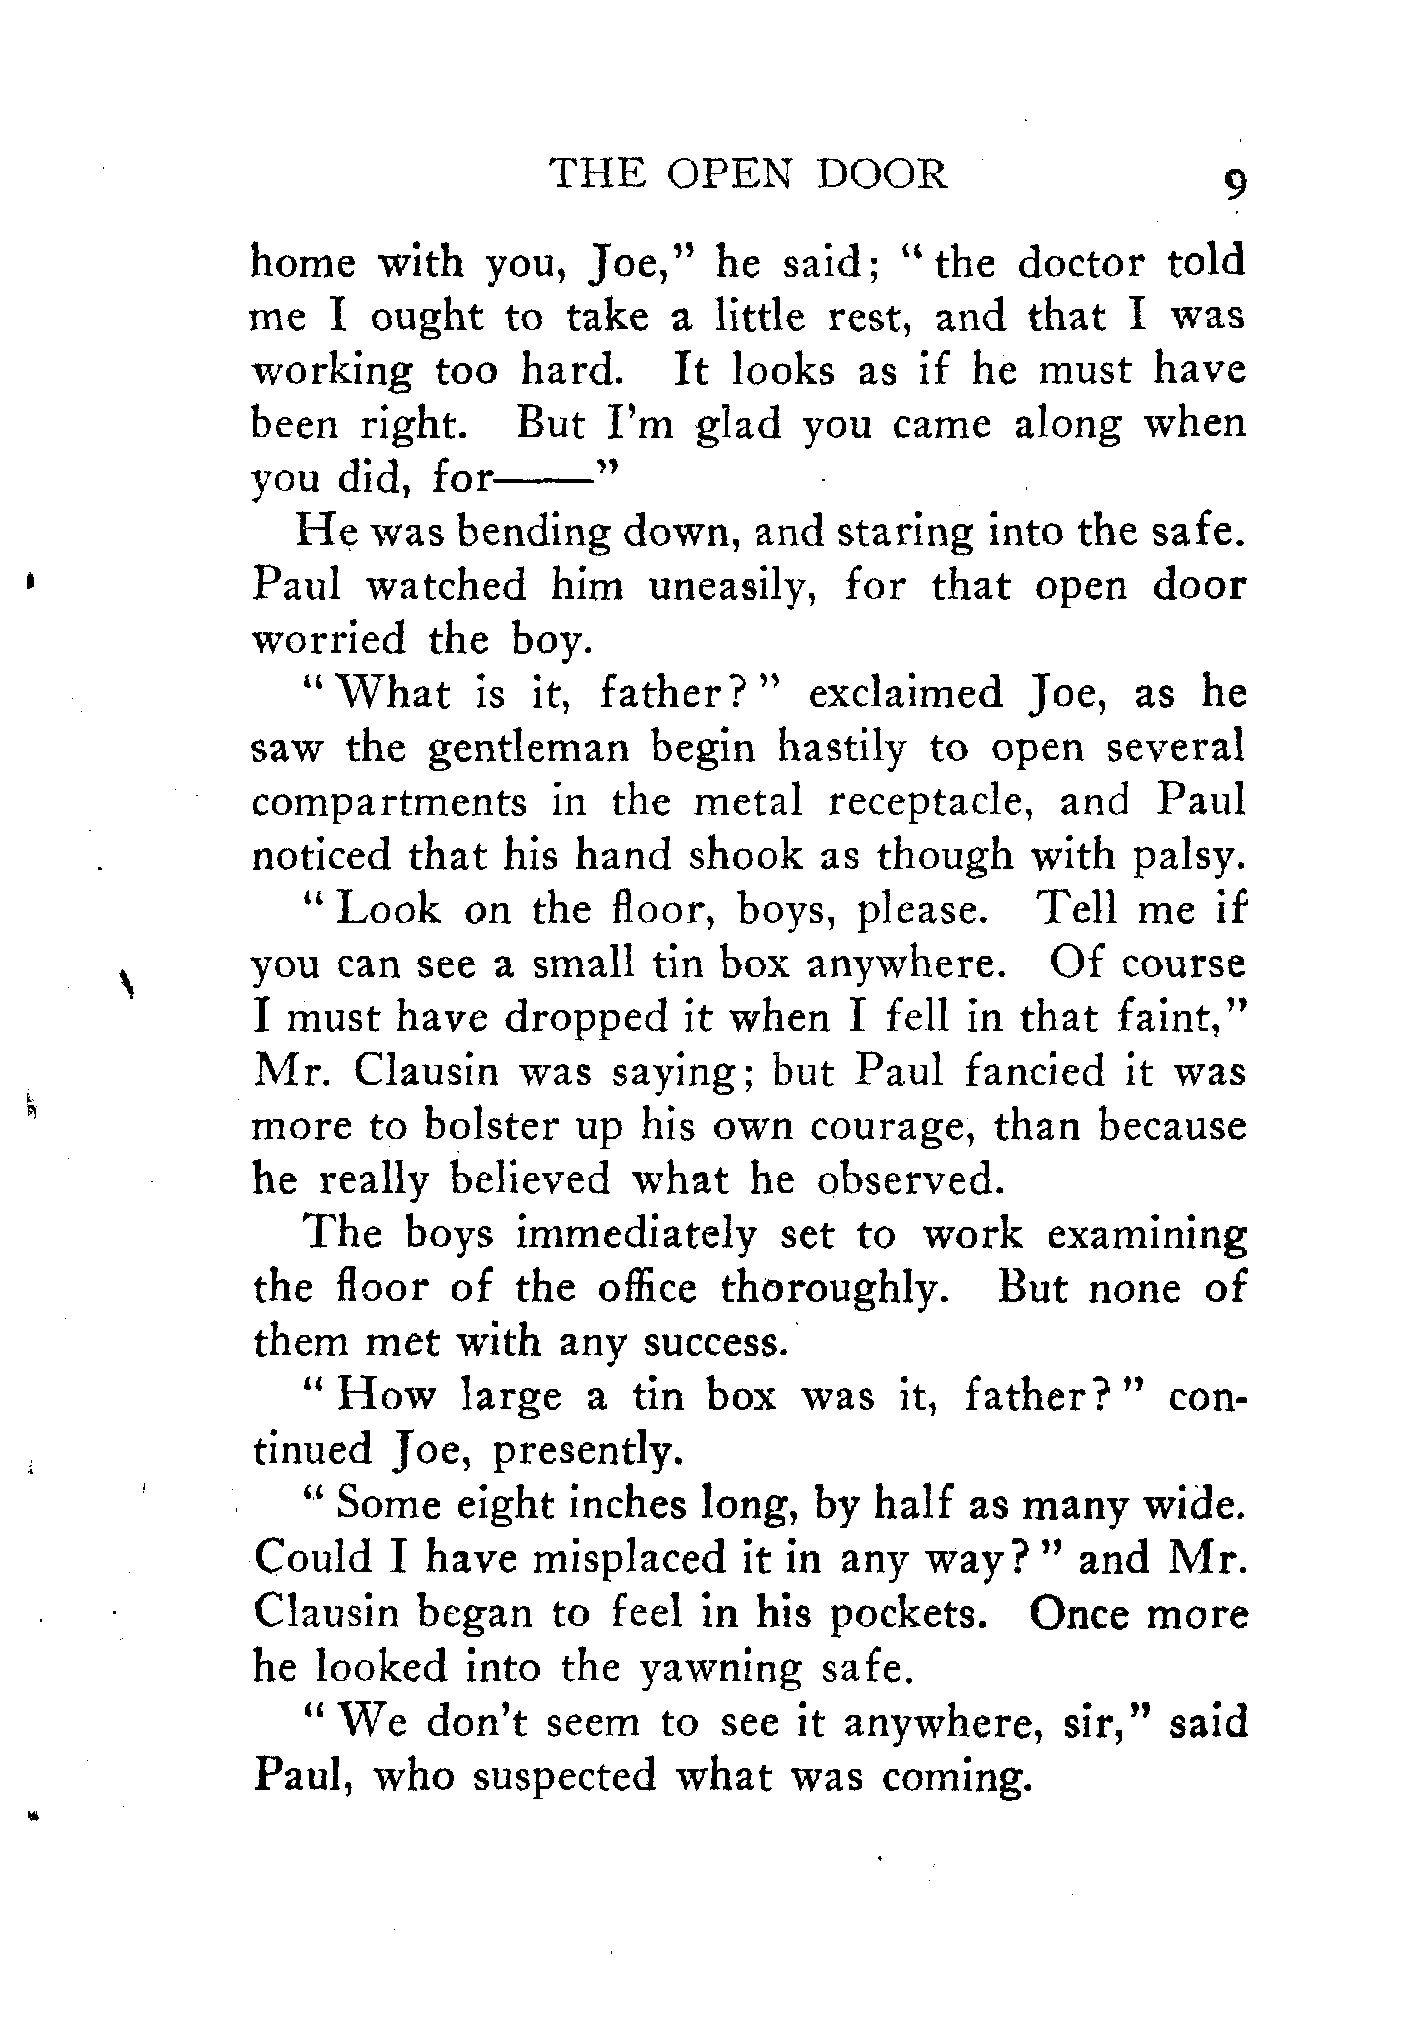 THE OPEN DOOR 9
home with you, Joe,” he said; “ the doctor told
me I ought to take a little rest, and that I was
working too hard. It looks as if he must have
been right. But I’m glad you came along when
you did, for——”
He was bending down, and staring into the safe.
Paul watched him uneasily, for that open door
worried the boy.
“ What is it, father? ” exclaimed Joe, as he
saw the gentleman begin hastily to open several
compartments in the metal receptacle, and Paul
noticed that his hand shook as though with palsy.
“ Look on the floor, boys, please. Tell me if
you can see a small tin box anywhere. Of course
I must have dropped it when I fell in that faint,”
Mr. Clausin was saying; but Paul fancied it was
more to bolster up his own courage, than because
he really believed what he observed.
The boys immediately set to work examining
the floor of the office thoroughly. But none of
them met with any success.
“ How large a tin box was it, father? ” con-
tinued Joe, presently.
“ Some eight inches long, by half as many wide.
Could I have misplaced it in any way? ” and Mr.
Clausin began to feel in his pockets. Once more
he looked into the yawning safe.
“ We don’t seem to see it anywhere, sir,” said
Paul, who suspected what was coming.